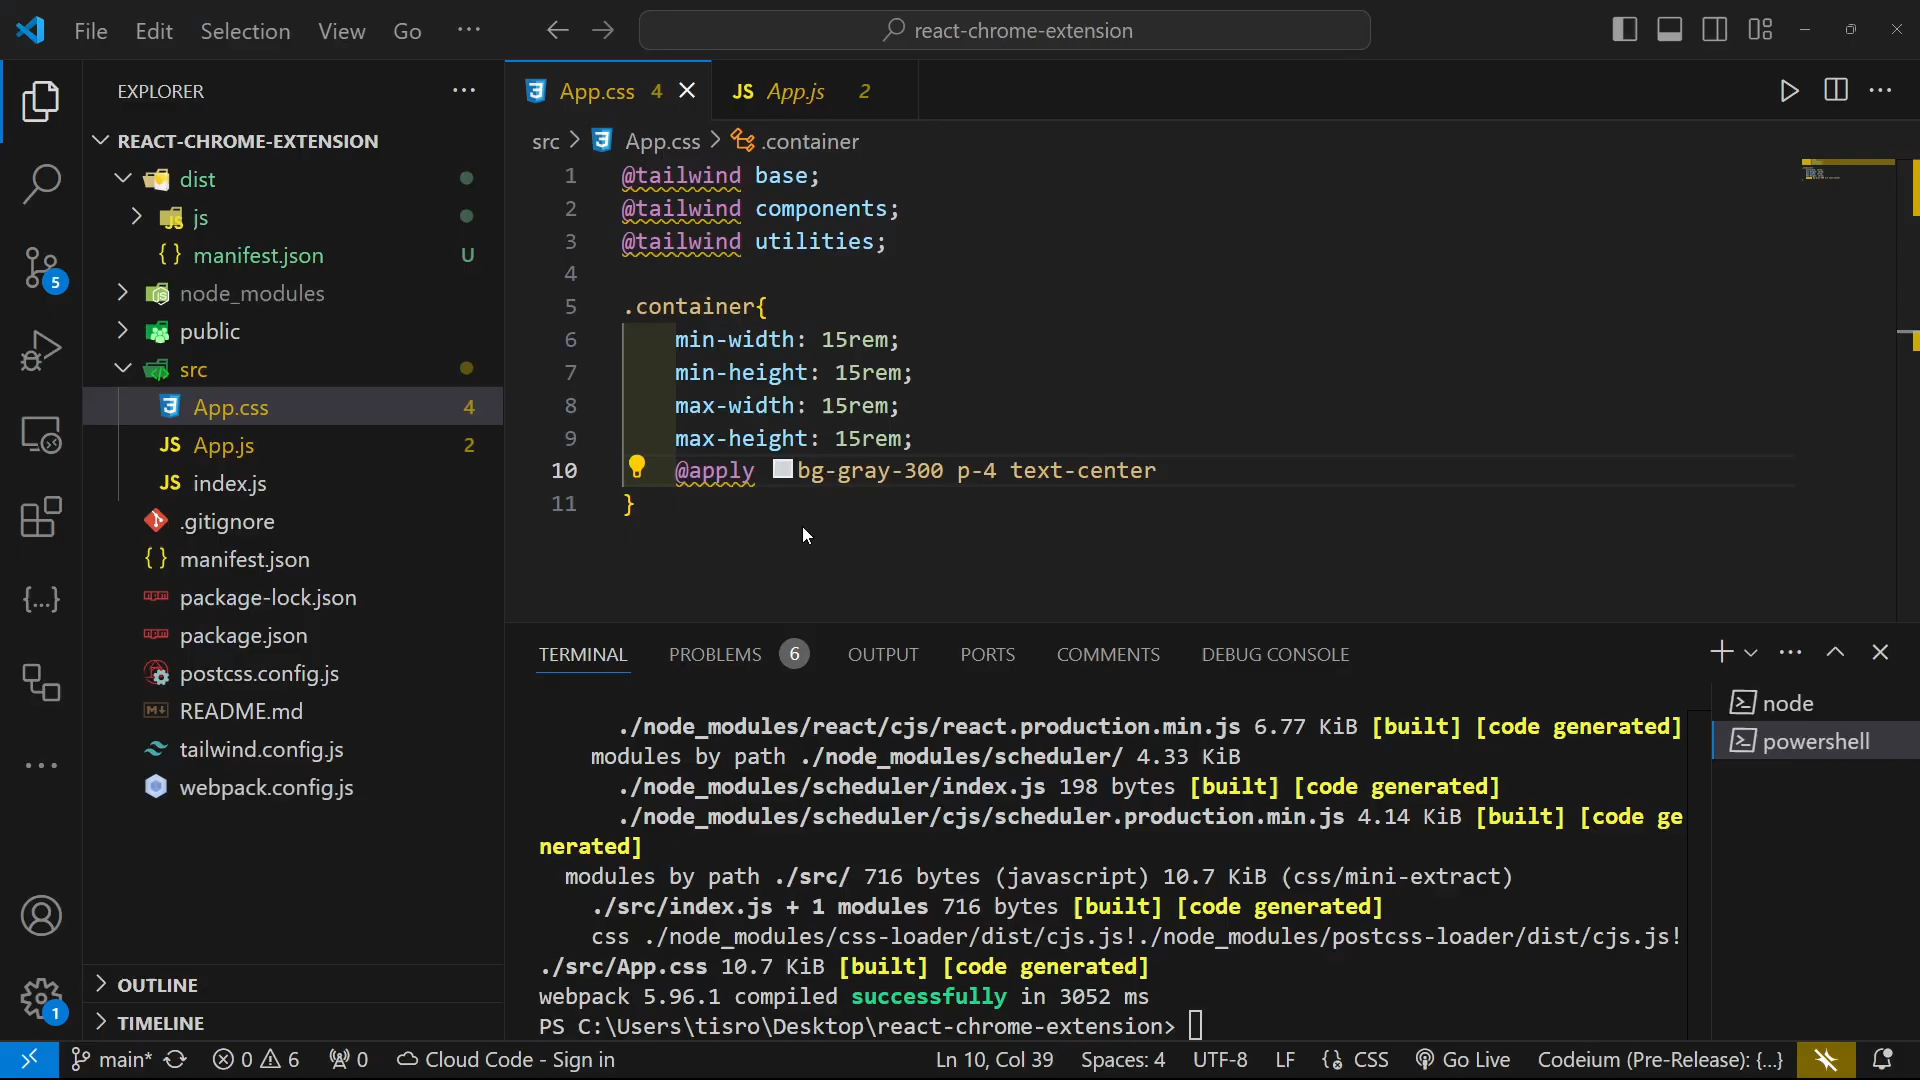 File Edit Selection View Go ···
react-chrome-extension
EXPLORER ···
REACT-CHROME-EXTENSION
dist
js
{} manifest.json U
node_modules
public
src
App.css 4
JS App.js 2
JS index.js
.gitignore
{} manifest.json
package-lock.json
package.json
postcss.config.js
README.md
tailwind.config.js
webpack.config.js
OUTLINE
TIMELINE
5
1
App.css 4
JS App.js 2
src > App.css > .container
1 @tailwind base;
2 @tailwind components;
3 @tailwind utilities;
4
5 .container{
6 min-width: 15rem;
7 min-height: 15rem;
8 max-width: 15rem;
9 max-height: 15rem;
10 @apply bg-gray-300 p-4 text-center
11 }
TERMINAL PROBLEMS 6 OUTPUT PORTS COMMENTS DEBUG CONSOLE
node
powershell
./node_modules/react/cjs/react.production.min.js 6.77 KiB [built] [code generated]
modules by path ./node_modules/scheduler/ 4.33 KiB
./node_modules/scheduler/index.js 198 bytes [built] [code generated]
./node_modules/scheduler/cjs/scheduler.production.min.js 4.14 KiB [built] [code ge
nerated]
modules by path ./src/ 716 bytes (javascript) 10.7 KiB (css/mini-extract)
./src/index.js + 1 modules 716 bytes [built] [code generated]
css ./node_modules/css-loader/dist/cjs.js!./node_modules/postcss-loader/dist/cjs.js!
./src/App.css 10.7 KiB [built] [code generated]
webpack 5.96.1 compiled successfully in 3052 ms
PS C:\Users\tisro\Desktop\react-chrome-extension>
main* 0 6 0 Cloud Code - Sign in Ln 10, Col 39 Spaces: 4 UTF-8 LF {} CSS Go Live Codeium (Pre-Release): {...}